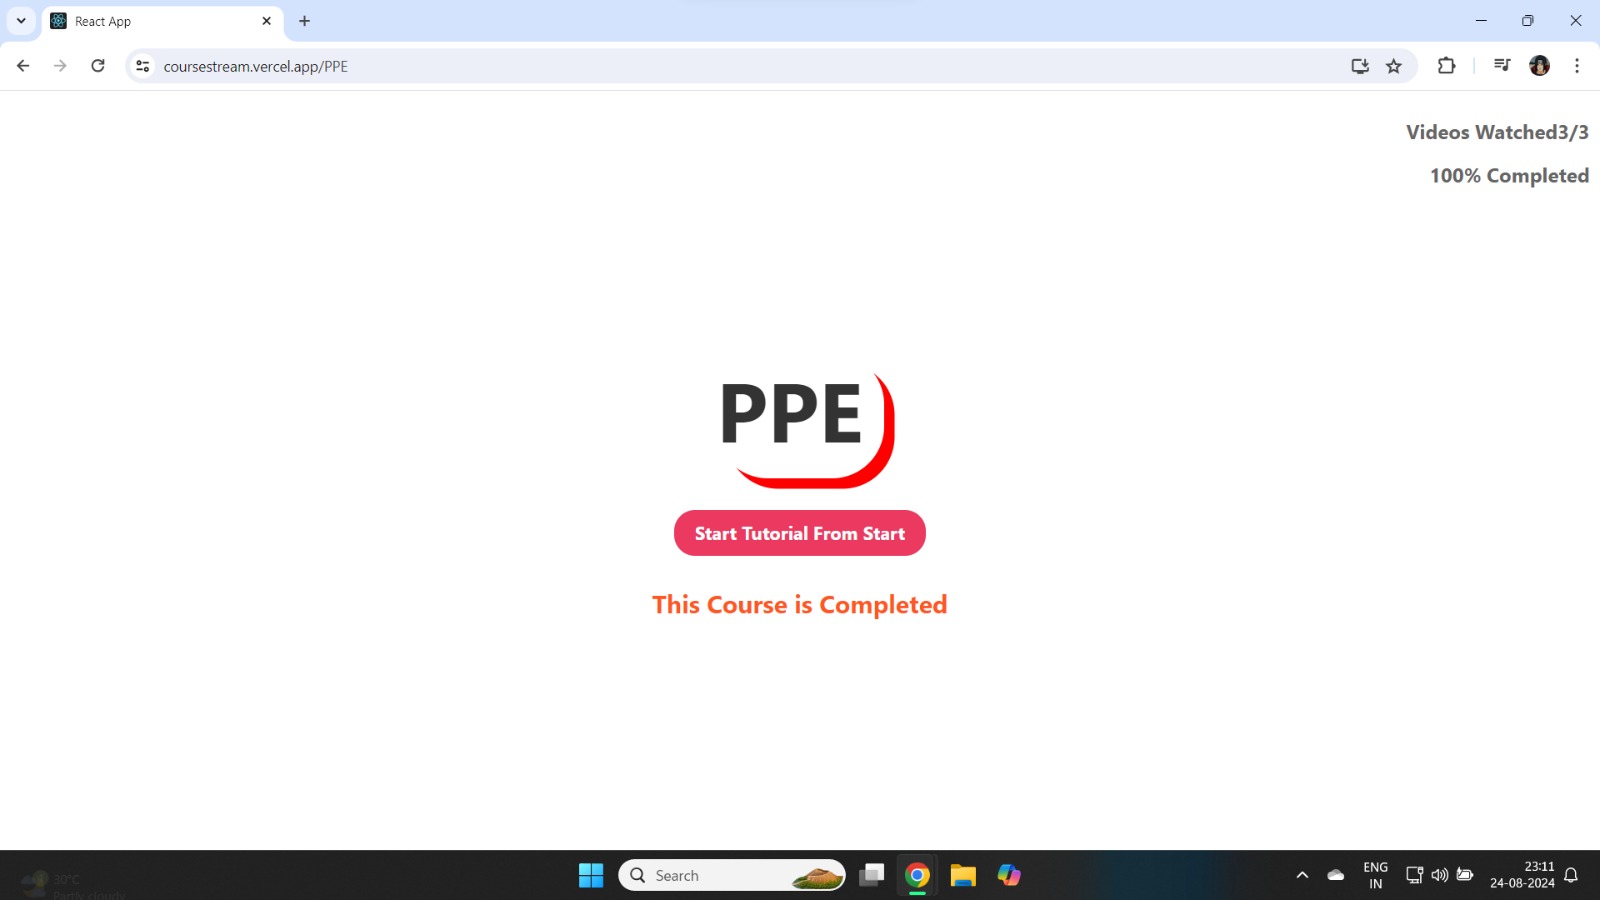 React App
coursestream.vercel.app/PPE
Videos Watched3/3
100% Completed
PPE
Start Tutorial From Start
This Course is Completed
30°C
Partly cloudy
Search
ENG
IN
23:11
24-08-2024